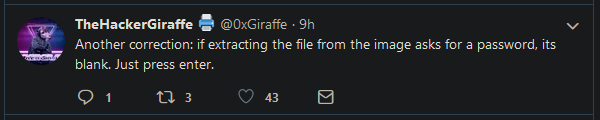 TheHackerGiraffe 🖨️ @0xGiraffe · 9h
Another correction: if extracting the file from the image asks for a password, its
blank. Just press enter.
1 3 43